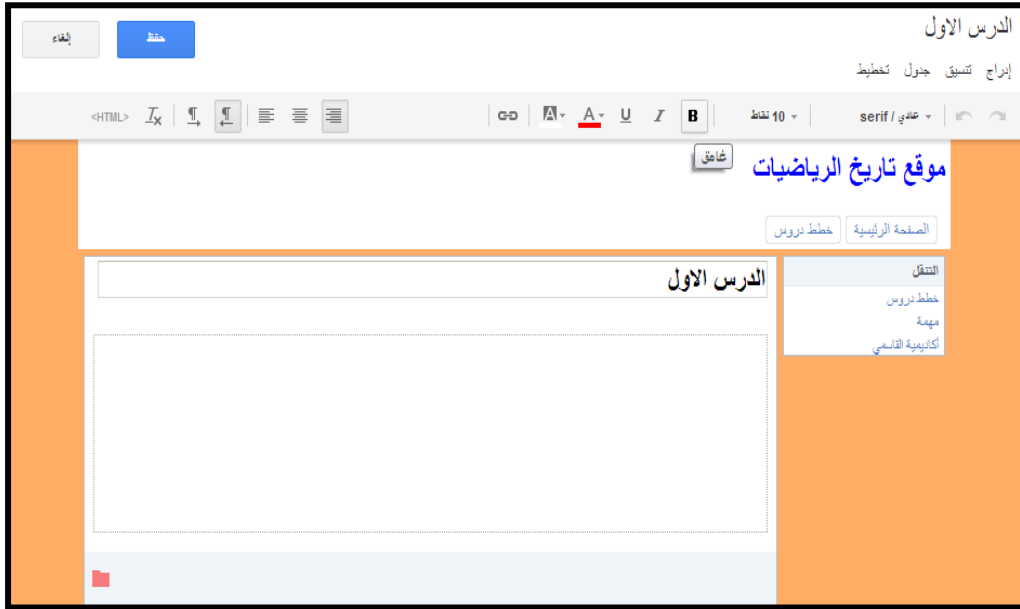 الدرس الاول
حفظ
إلغاء
إدراج تنسيق جدول تخطيط
عادي / serif
10 نقاط
B I U A A
<HTML>
غامق
موقع تاريخ الرياضيات
الصفحة الرئيسية
خطط دروس
التنقل
خطط دروس
مهمة
أكاديمية القاسمي
الدرس الاول